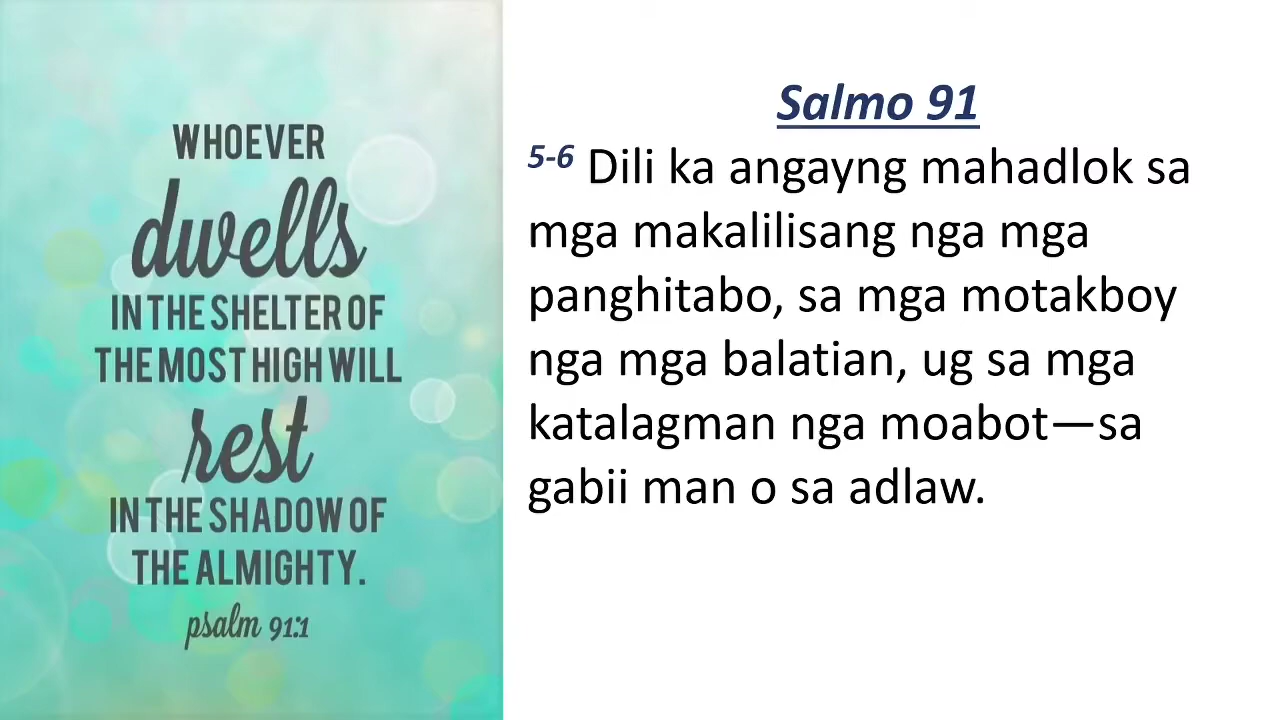 WHOEVER
dwells
IN THE SHELTER OF
THE MOST HIGH WILL
rest
IN THE SHADOW OF
THE ALMIGHTY.
psalm 91:1
Salmo 91
5-6 Dili ka angayng mahadlok sa
mga makalilisang nga mga
panghitabo, sa mga motakboy
nga mga balatian, ug sa mga
katalagman nga moabot—sa
gabii man o sa adlaw.